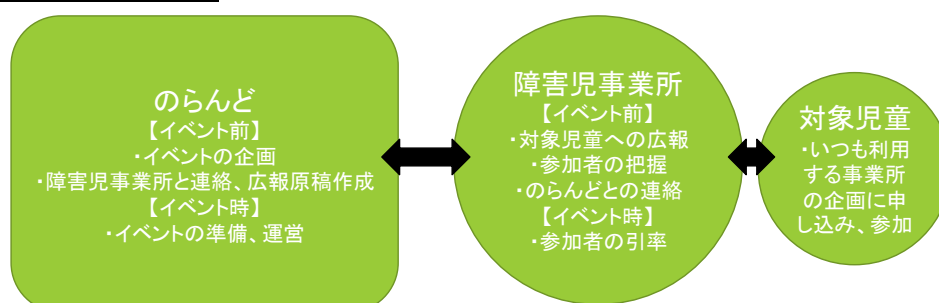 のらんど
【イベント前】
・イベントの企画
・障害児事業所と連絡、広報原稿作成
【イベント時】
・イベントの準備、運営
障害児事業所
【イベント前】
・対象児童への広報
・参加者の把握
・のらんどとの連絡
【イベント時】
・参加者の引率
対象児童
・いつも利用
する事業所
の企画に申
し込み、参加